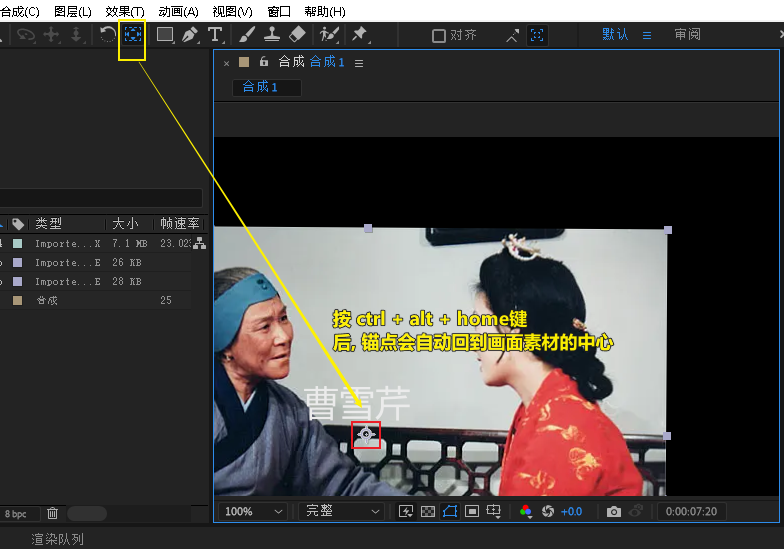 合成(C) 图层(L) 效果(T) 动画(A) 视图(V) 窗口 帮助(H)
对齐 默认 审阅
× 合成 合成 1
合成 1
类型 大小 帧速率
Importe...X 7.1 MB 23.02
Importe...E 26 KB
Importe...E 28 KB
合成 25
按 ctrl + alt + home键
后, 锚点会自动回到画面素材的中心
曹雪芹
8 bpc 100% 完整 +0.0 0:00:07:20
渲染队列